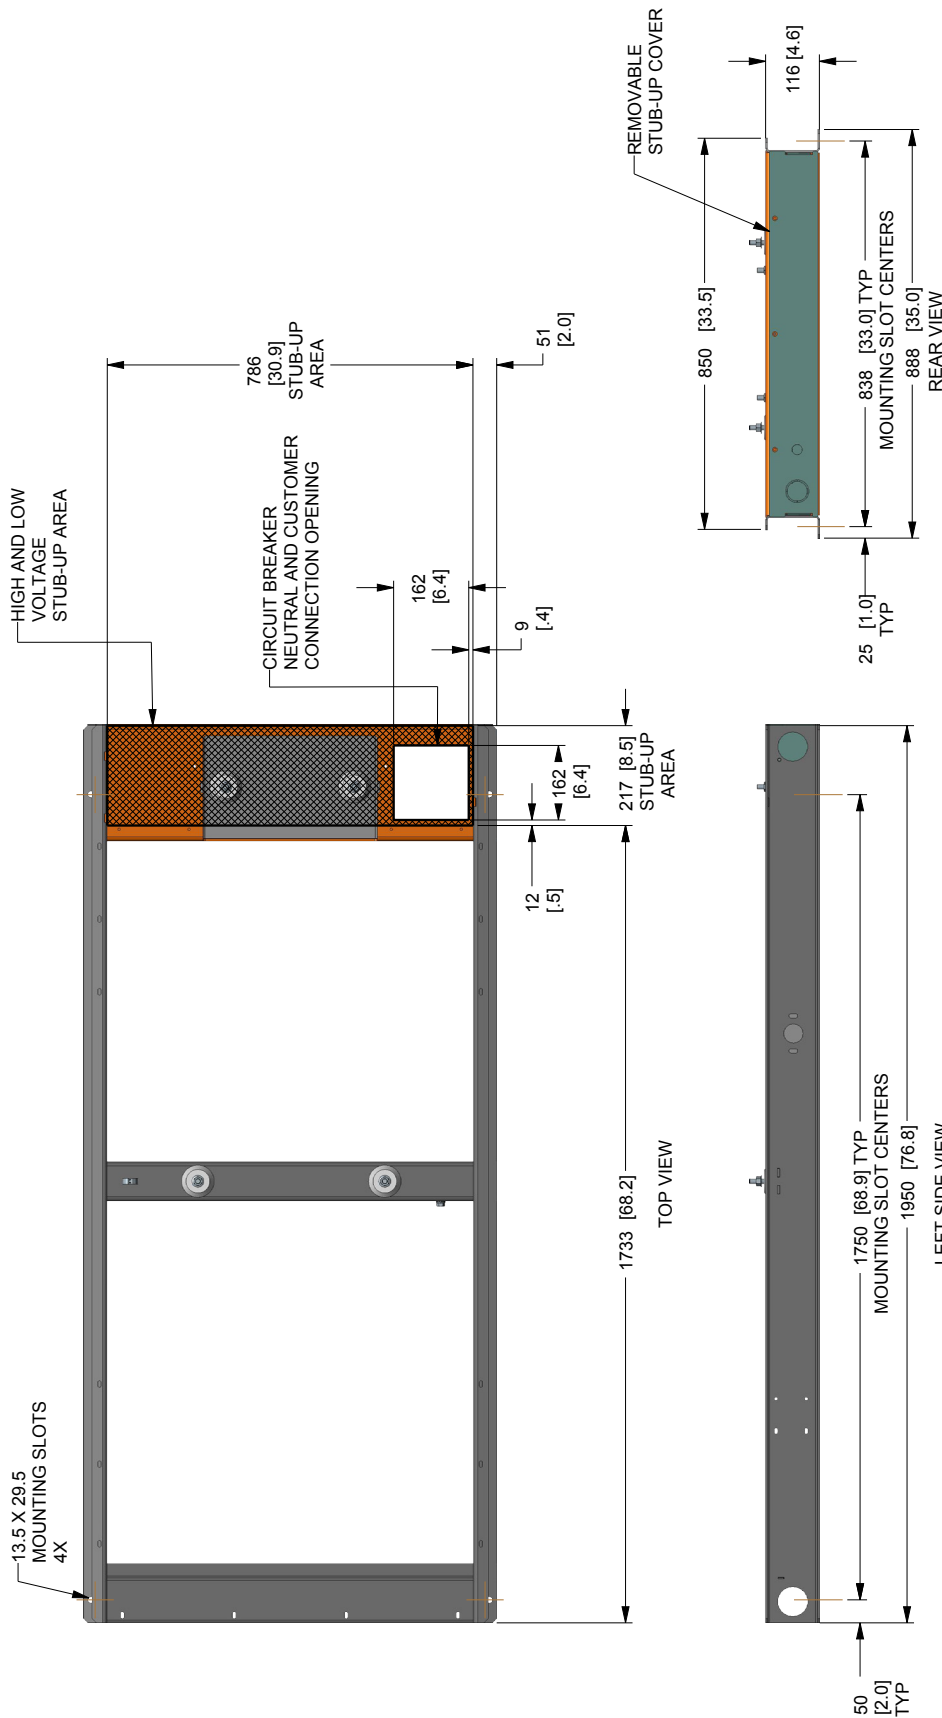 13.5 X 29.5
MOUNTING SLOTS
4X
HIGH AND LOW
VOLTAGE
STUB-UP AREA
CIRCUIT BREAKER
NEUTRAL AND CUSTOMER
CONNECTION OPENING
786
[30.9]
STUB-UP
AREA
51
[2.0]
162
[6.4]
9
[.4]
162
[6.4]
12
[.5]
217 [8.5]
STUB-UP
AREA
1733 [68.2]
TOP VIEW
REMOVABLE
STUB-UP COVER
116 [4.6]
850 [33.5]
838 [33.0] TYP
MOUNTING SLOT CENTERS
888 [35.0]
REAR VIEW
25 [1.0]
TYP
1750 [68.9] TYP
MOUNTING SLOT CENTERS
1950 [76.8]
LEFT SIDE VIEW
50
[2.0]
TYP